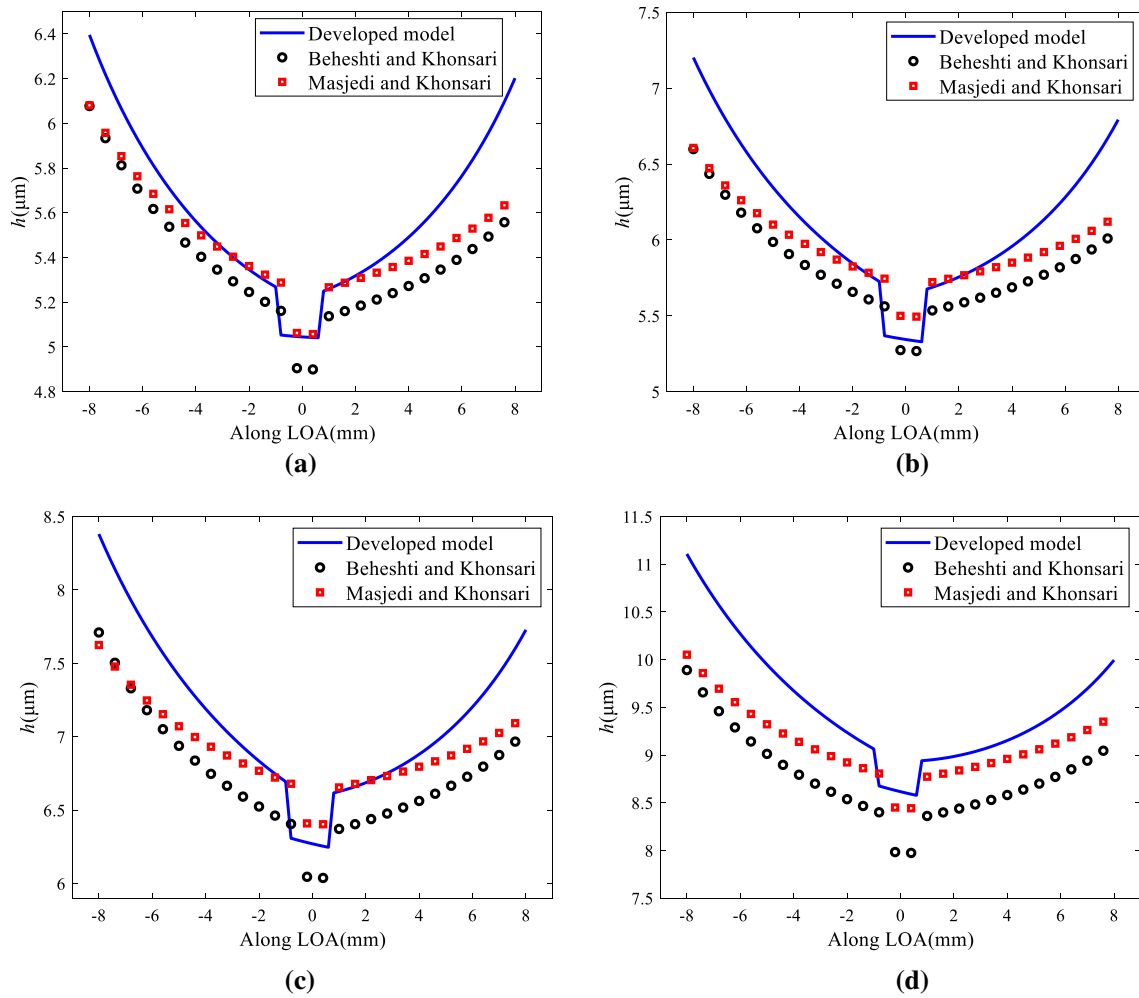 6.4
6.2
6
5.8
5.6
5.4
5.2
5
4.8
h(μm)
Developed model
Beheshti and Khonsari
Masjedi and Khonsari
-8 -6 -4 -2 0 2 4 6 8
Along LOA(mm)
(a)
7.5
7
6.5
6
5.5
5
h(μm)
Developed model
Beheshti and Khonsari
Masjedi and Khonsari
-8 -6 -4 -2 0 2 4 6 8
Along LOA(mm)
(b)
8.5
8
7.5
7
6.5
6
h(μm)
Developed model
Beheshti and Khonsari
Masjedi and Khonsari
-8 -6 -4 -2 0 2 4 6 8
Along LOA(mm)
(c)
11.5
11
10.5
10
9.5
9
8.5
8
7.5
h(μm)
Developed model
Beheshti and Khonsari
Masjedi and Khonsari
-8 -6 -4 -2 0 2 4 6 8
Along LOA(mm)
(d)